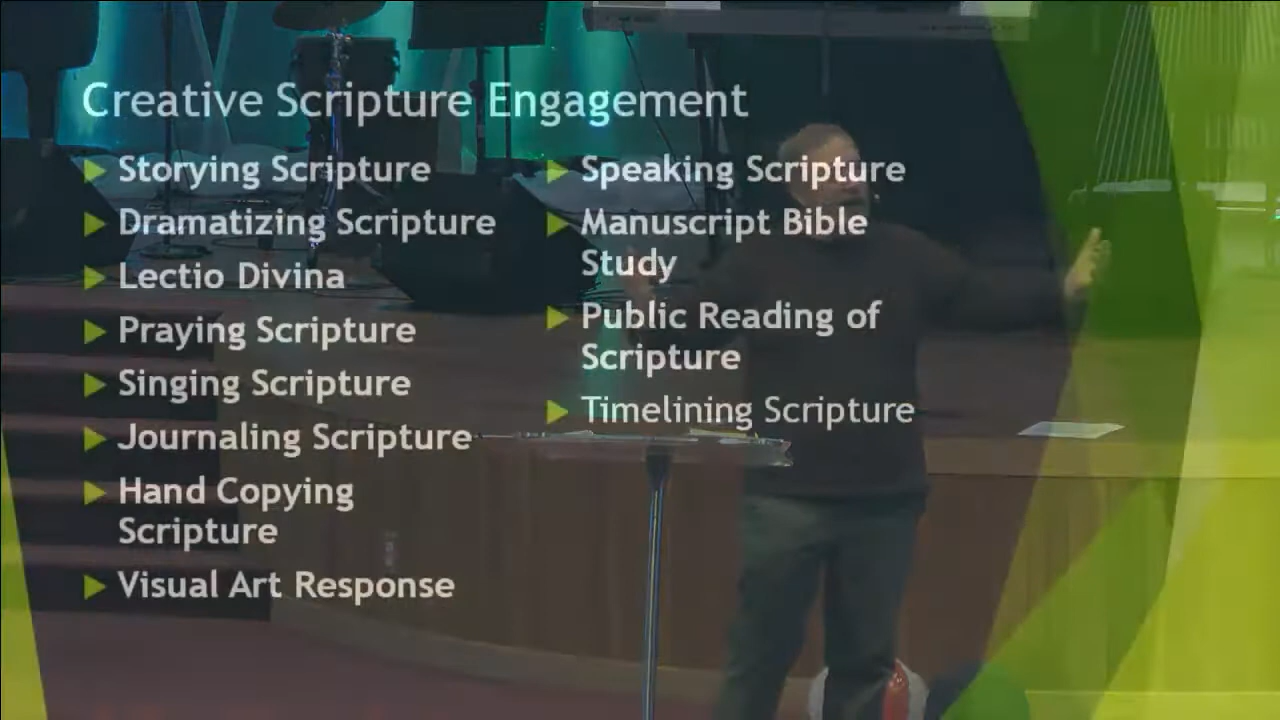 Creative Scripture Engagement
Storying Scripture
Dramatizing Scripture
Lectio Divina
Praying Scripture
Singing Scripture
Journaling Scripture
Hand Copying
Scripture
Visual Art Response
Speaking Scripture
Manuscript Bible
Study
Public Reading of
Scripture
Timelining Scripture